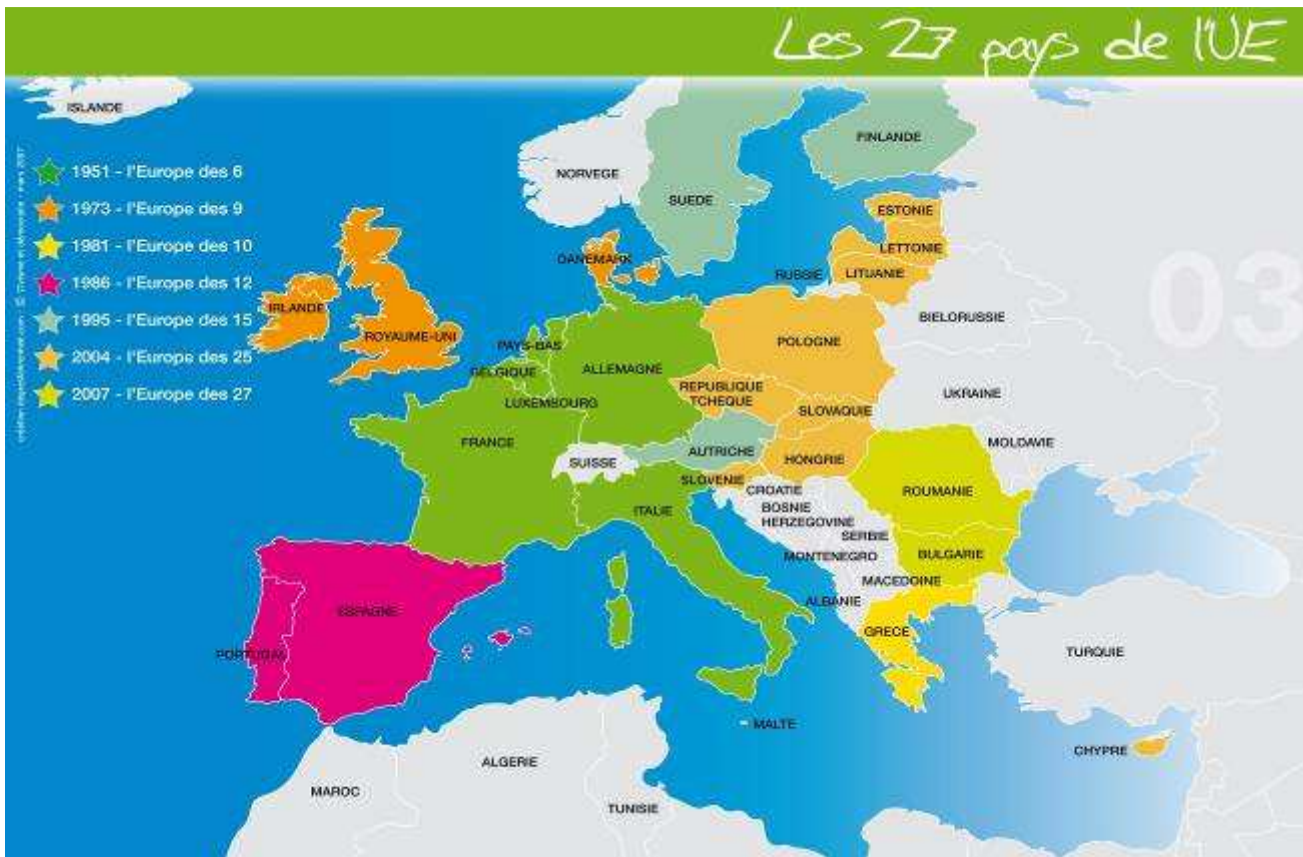 Les 27 pays de l'UE
ISLANDE
1951 - l'Europe des 6
1973 - l'Europe des 9
1981 - l'Europe des 10
1986 - l'Europe des 12
1995 - l'Europe des 15
2004 - l'Europe des 25
2007 - l'Europe des 27
NORVEGE
SUEDE
FINLANDE
ESTONIE
LETTONIE
LITUANIE
RUSSIE
DANEMARK
IRLANDE
ROYAUME-UNI
03
BIELORUSSIE
PAYS-BAS
BELGIQUE
LUXEMBOURG
ALLEMAGNE
POLOGNE
REPUBLIQUE
TCHEQUE
SLOVAQUIE
UKRAINE
MOLDAVIE
FRANCE
SUISSE
AUTRICHE
HONGRIE
SLOVENIE
CROATIE
BOSNIE
HERZEGOVINE
SERBIE
ROUMANIE
ITALIE
MONTENEGRO
BULGARIE
MACEDOINE
ALBANIE
GRECE
TURQUIE
ESPAGNE
PORTUGAL
MALTE
CHYPRE
MAROC
ALGERIE
TUNISIE